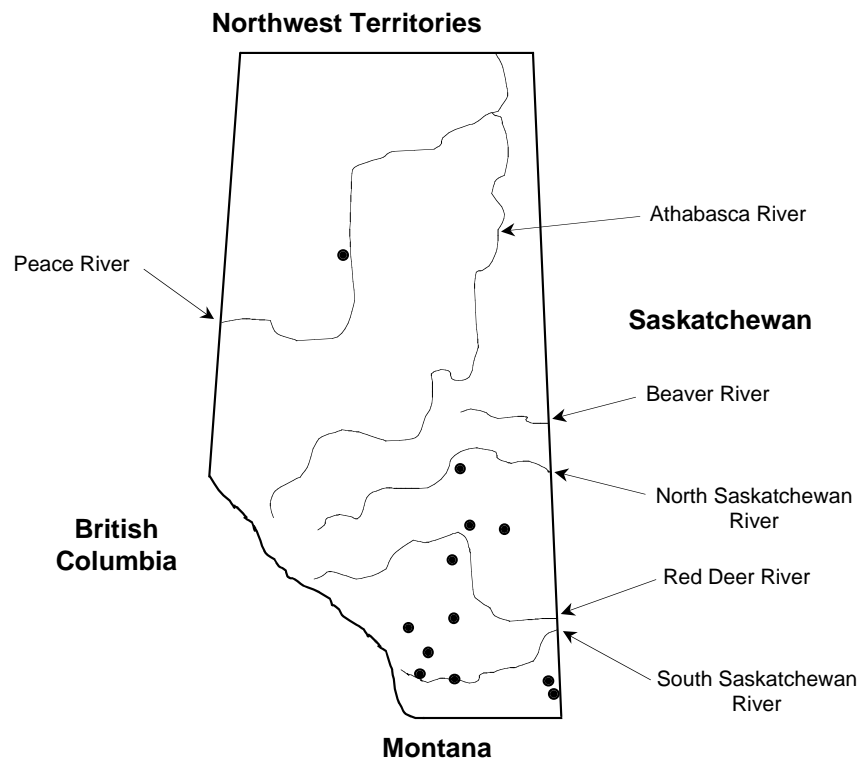 Northwest Territories
Athabasca River
Peace River
Saskatchewan
Beaver River
North Saskatchewan
River
British
Columbia
Red Deer River
South Saskatchewan
River
Montana